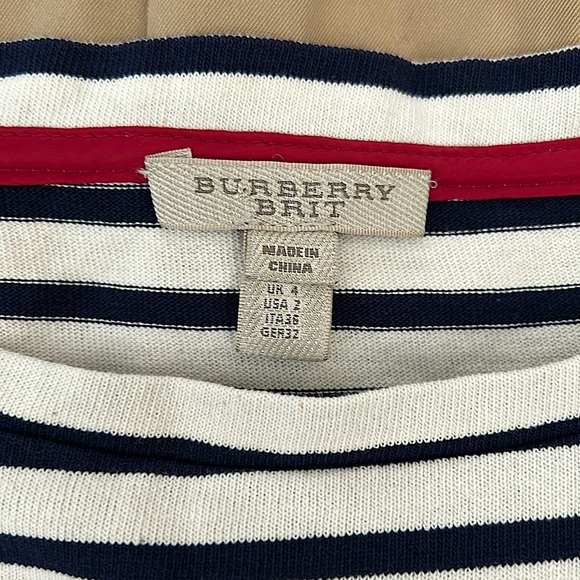 BURBERRY
BRIT
MADE IN
CHINA
UK 4
USA 2
ITA36
GER32